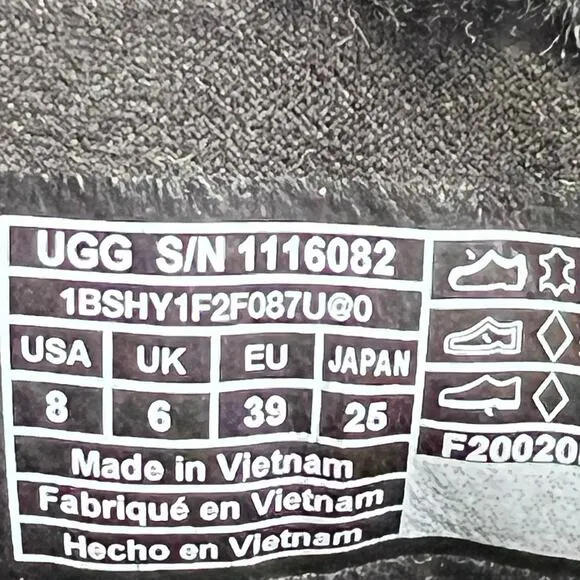 UGG S/N 1116082
1BSHY1F2F087U@0
USA UK EU JAPAN
8 6 39 25
Made in Vietnam
Fabriqué en Vietnam
Hecho en Vietnam
F20020